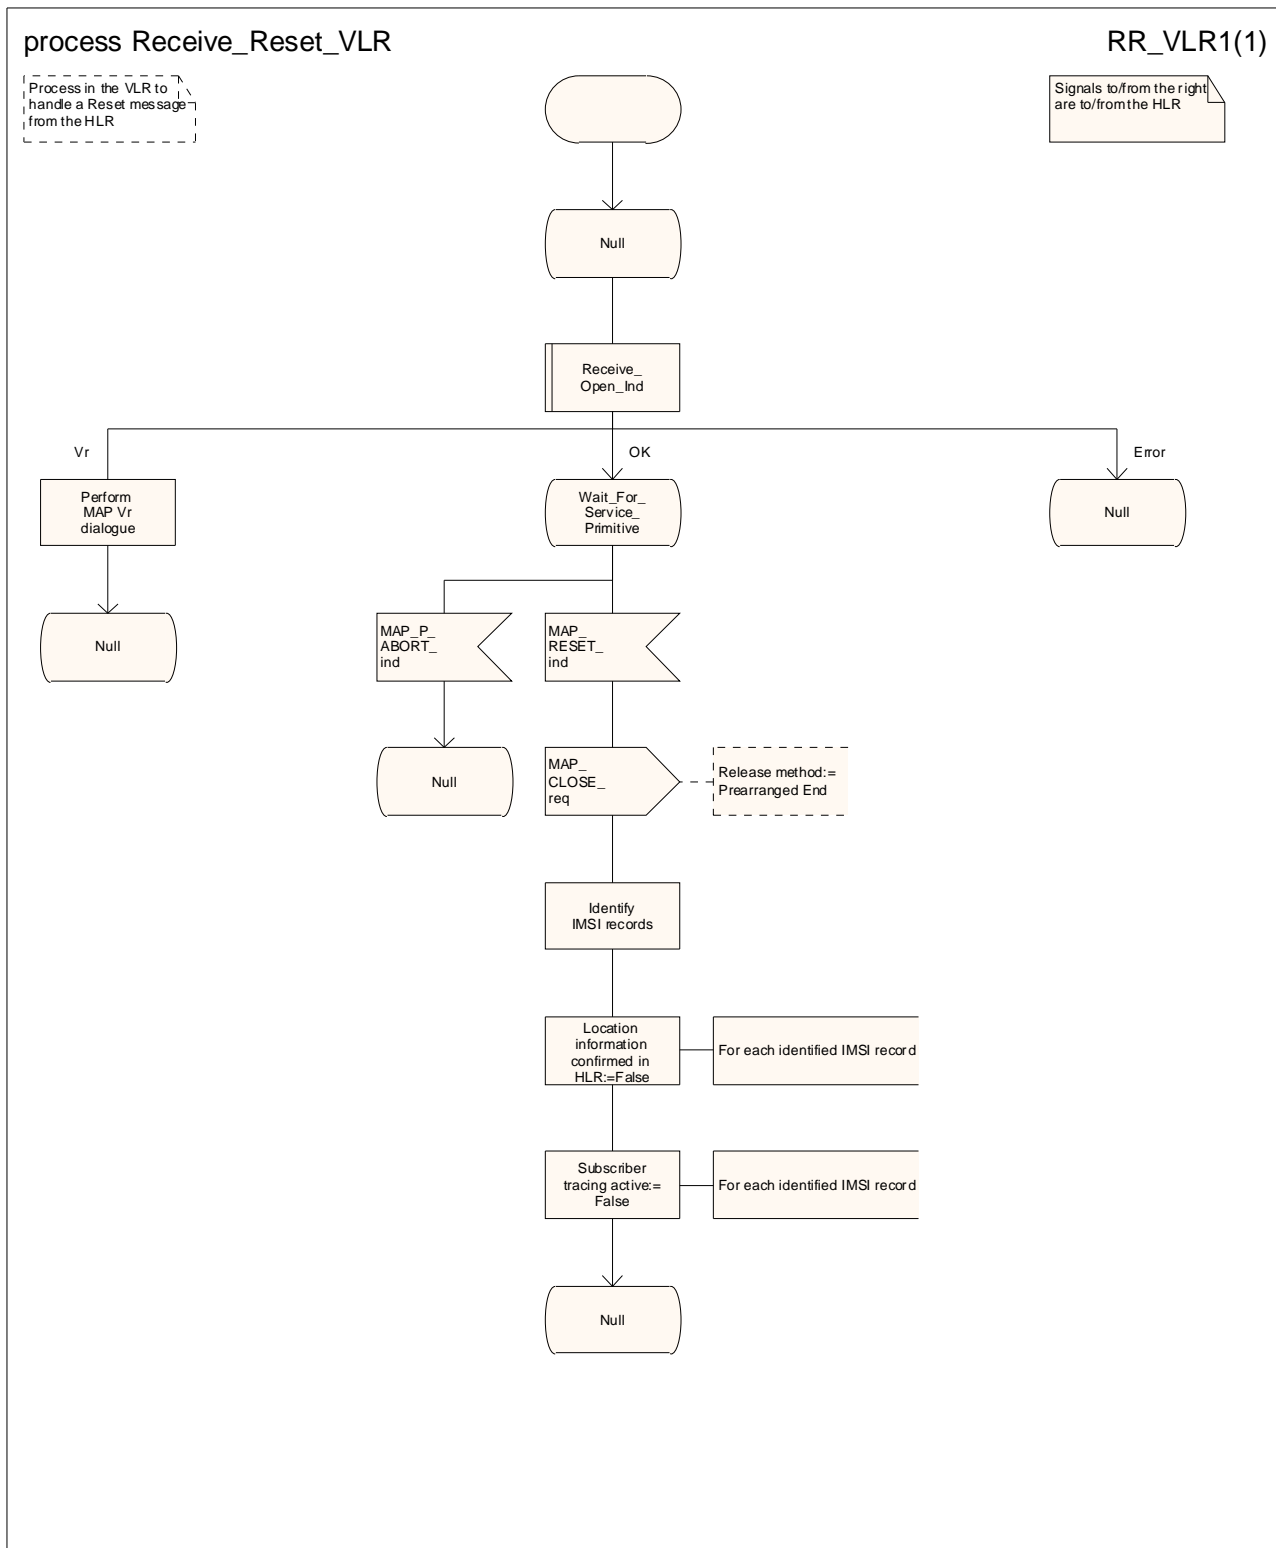 process Receive_Reset_VLR
RR_VLR1(1)
Process in the VLR to
handle a Reset message
from the HLR
Signals to/from the right
are to/from the HLR
Null
Receive_
Open_Ind
Vr
OK
Error
Perform
MAP Vr
dialogue
Wait_For_
Service_
Primitive
Null
Null
MAP_P_
ABORT_
ind
MAP_
RESET_
ind
Null
MAP_
CLOSE_
req
Release method:=
Prearranged End
Identify
IMSI records
Location
information
confirmed in
HLR:=False
For each identified IMSI record
Subscriber
tracing active:=
False
For each identified IMSI record
Null